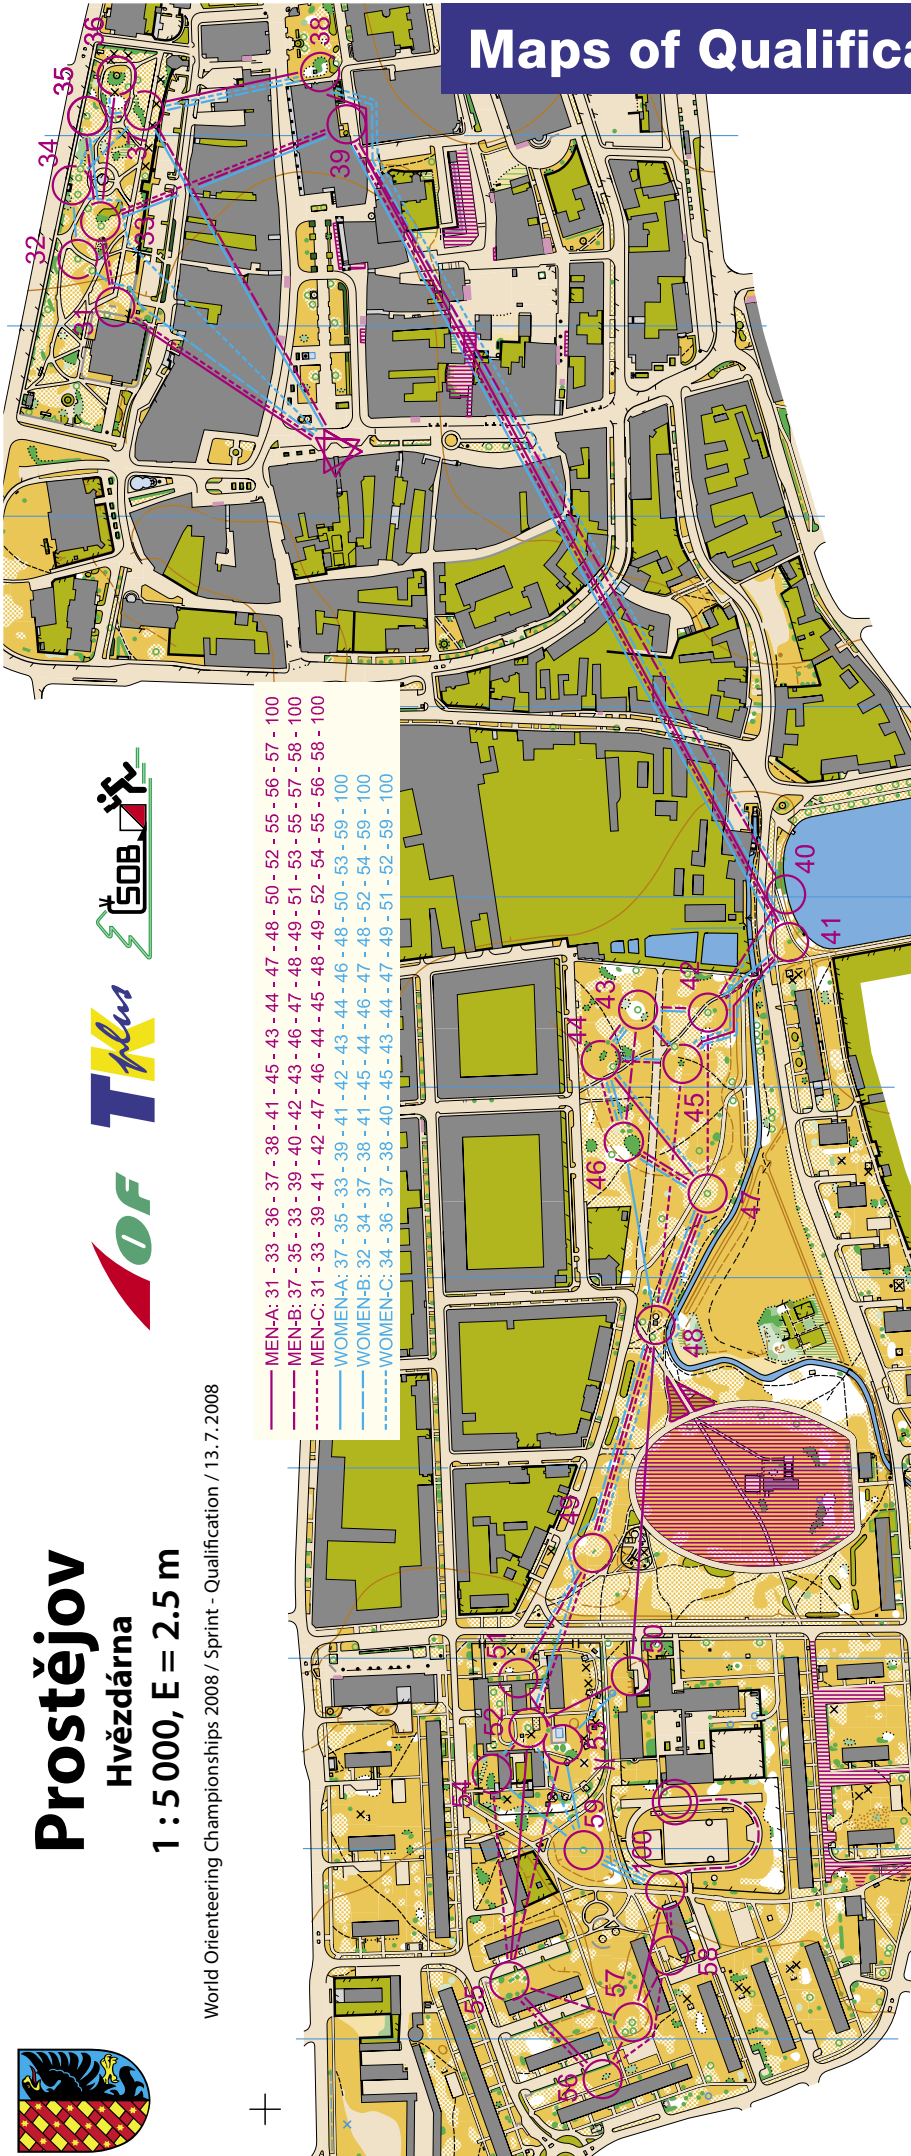 Maps of Qualifica
Prostějov
Hvězdárna
1 : 5 000, E = 2.5 m
World Orienteering Championships 2008 / Sprint - Qualification / 13. 7. 2008
IOF
TK plus
ČSOB
MEN-A: 31 - 33 - 36 - 37 - 38 - 41 - 45 - 43 - 44 - 47 - 48 - 50 - 52 - 55 - 56 - 57 - 100
MEN-B: 37 - 35 - 33 - 39 - 40 - 42 - 43 - 46 - 47 - 48 - 49 - 51 - 53 - 55 - 57 - 58 - 100
MEN-C: 31 - 33 - 39 - 41 - 42 - 47 - 46 - 44 - 45 - 48 - 49 - 52 - 54 - 55 - 56 - 58 - 100
WOMEN-A: 37 - 35 - 33 - 39 - 41 - 42 - 43 - 44 - 46 - 48 - 50 - 53 - 59 - 100
WOMEN-B: 32 - 34 - 37 - 38 - 41 - 45 - 44 - 46 - 47 - 48 - 52 - 54 - 59 - 100
WOMEN-C: 34 - 36 - 37 - 38 - 40 - 45 - 43 - 44 - 47 - 49 - 51 - 52 - 59 - 100
31
32
33
34
35
36
37
38
39
40
41
42
43
44
45
46
47
48
49
50
51
52
53
54
55
56
57
58
59
100